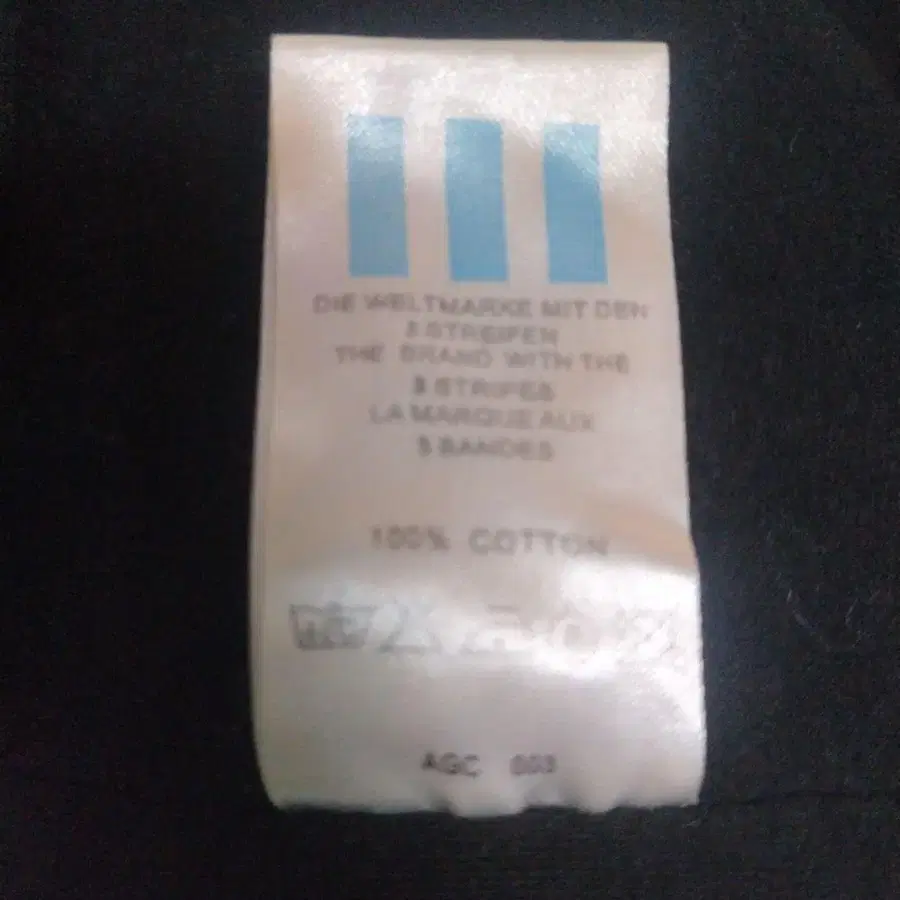 DIE WELTMARKE MIT DEN
3 STREIFEN
THE BRAND WITH THE
3 STRIPES
LA MARQUE AUX
3 BANDES
100% COTTON
AGC 003